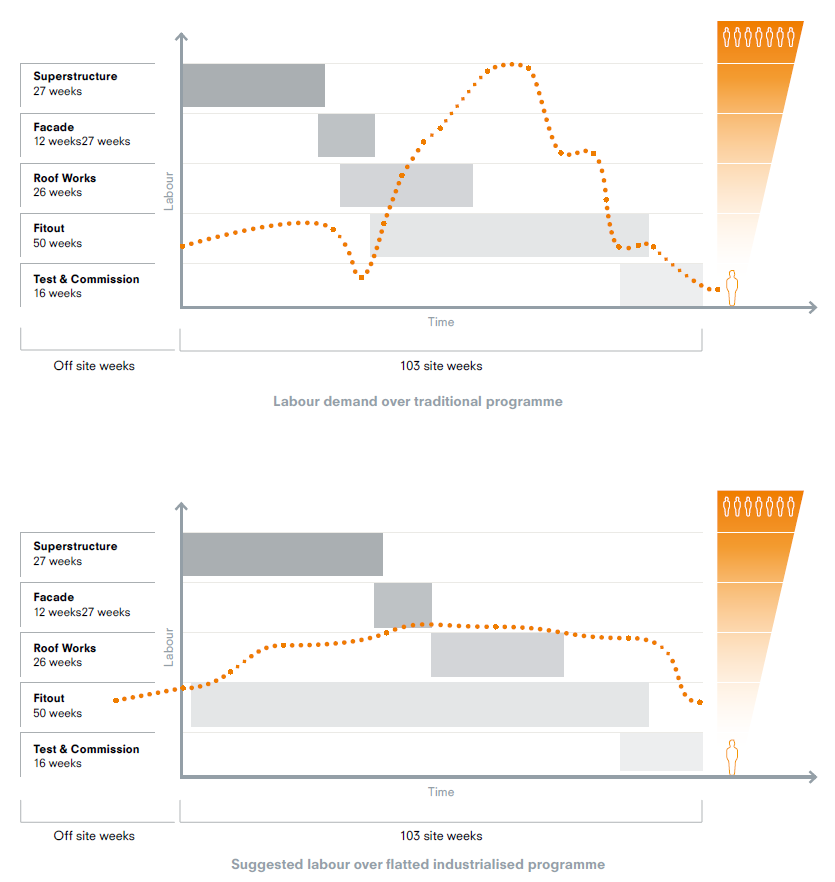 Superstructure
27 weeks
Facade
12 weeks27 weeks
Roof Works
26 weeks
Fitout
50 weeks
Test & Commission
16 weeks
Labour
Time
Off site weeks
103 site weeks
Labour demand over traditional programme
Superstructure
27 weeks
Facade
12 weeks27 weeks
Roof Works
26 weeks
Fitout
50 weeks
Test & Commission
16 weeks
Labour
Time
Off site weeks
103 site weeks
Suggested labour over flatted industrialised programme